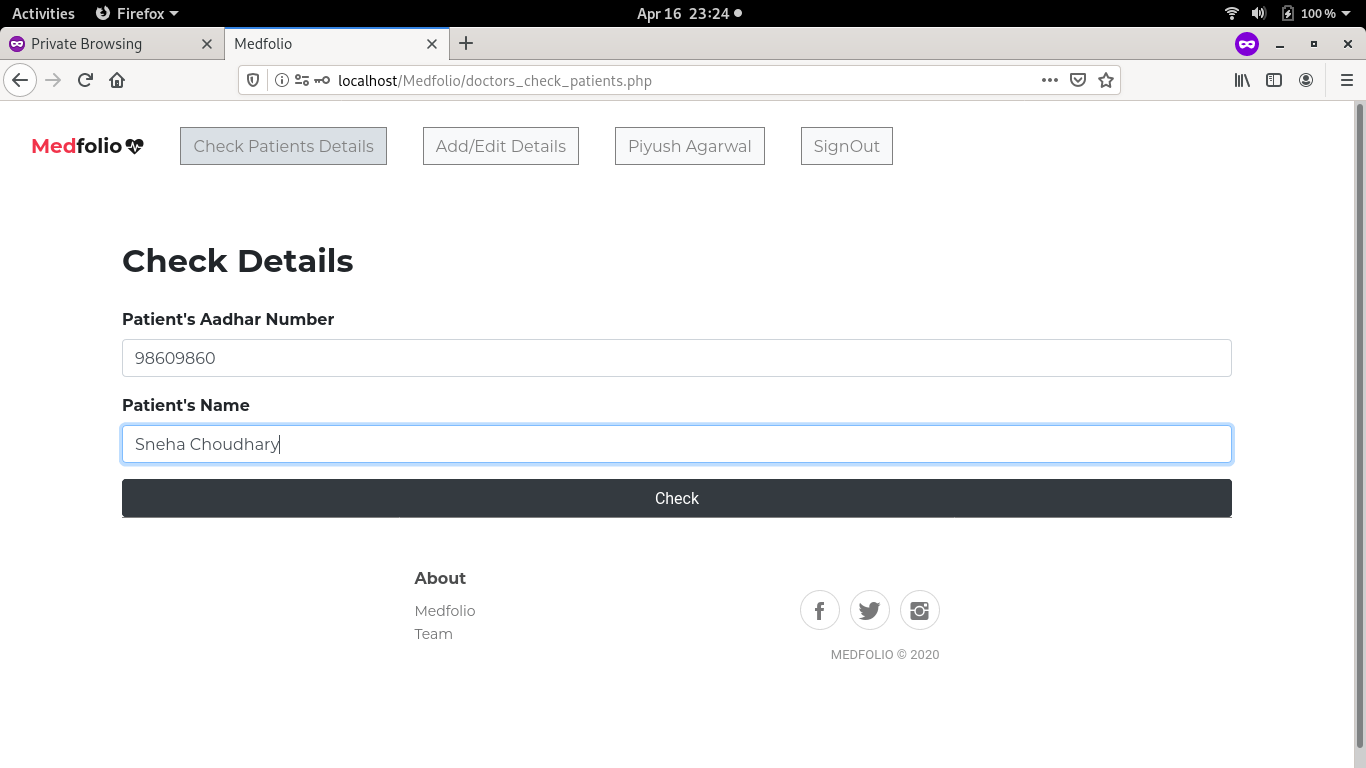 Activities Firefox Apr 16 23:24 100 %
Private Browsing Medfolio
localhost/Medfolio/doctors_check_patients.php
Medfolio Check Patients Details Add/Edit Details Piyush Agarwal SignOut
Check Details
Patient's Aadhar Number
98609860
Patient's Name
Sneha Choudhary
Check
About
Medfolio
Team
MEDFOLIO © 2020